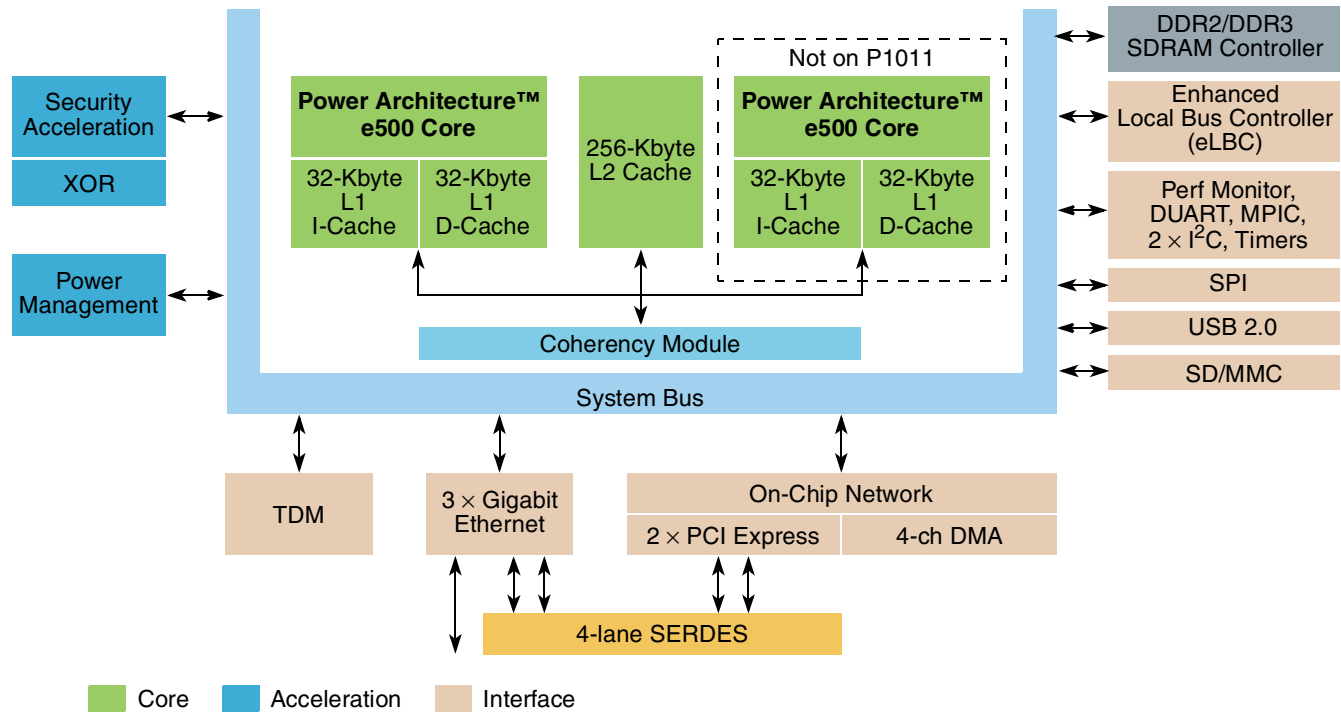 Security
Acceleration
XOR
Power
Management
Not on P1011
Power Architecture™
e500 Core
32-Kbyte
L1
I-Cache
32-Kbyte
L1
D-Cache
256-Kbyte
L2 Cache
Power Architecture™
e500 Core
32-Kbyte
L1
I-Cache
32-Kbyte
L1
D-Cache
Coherency Module
System Bus
DDR2/DDR3
SDRAM Controller
Enhanced
Local Bus Controller
(eLBC)
Perf Monitor,
DUART, MPIC,
2 × I²C, Timers
SPI
USB 2.0
SD/MMC
TDM
3 × Gigabit
Ethernet
On-Chip Network
2 × PCI Express
4-ch DMA
4-lane SERDES
Core
Acceleration
Interface